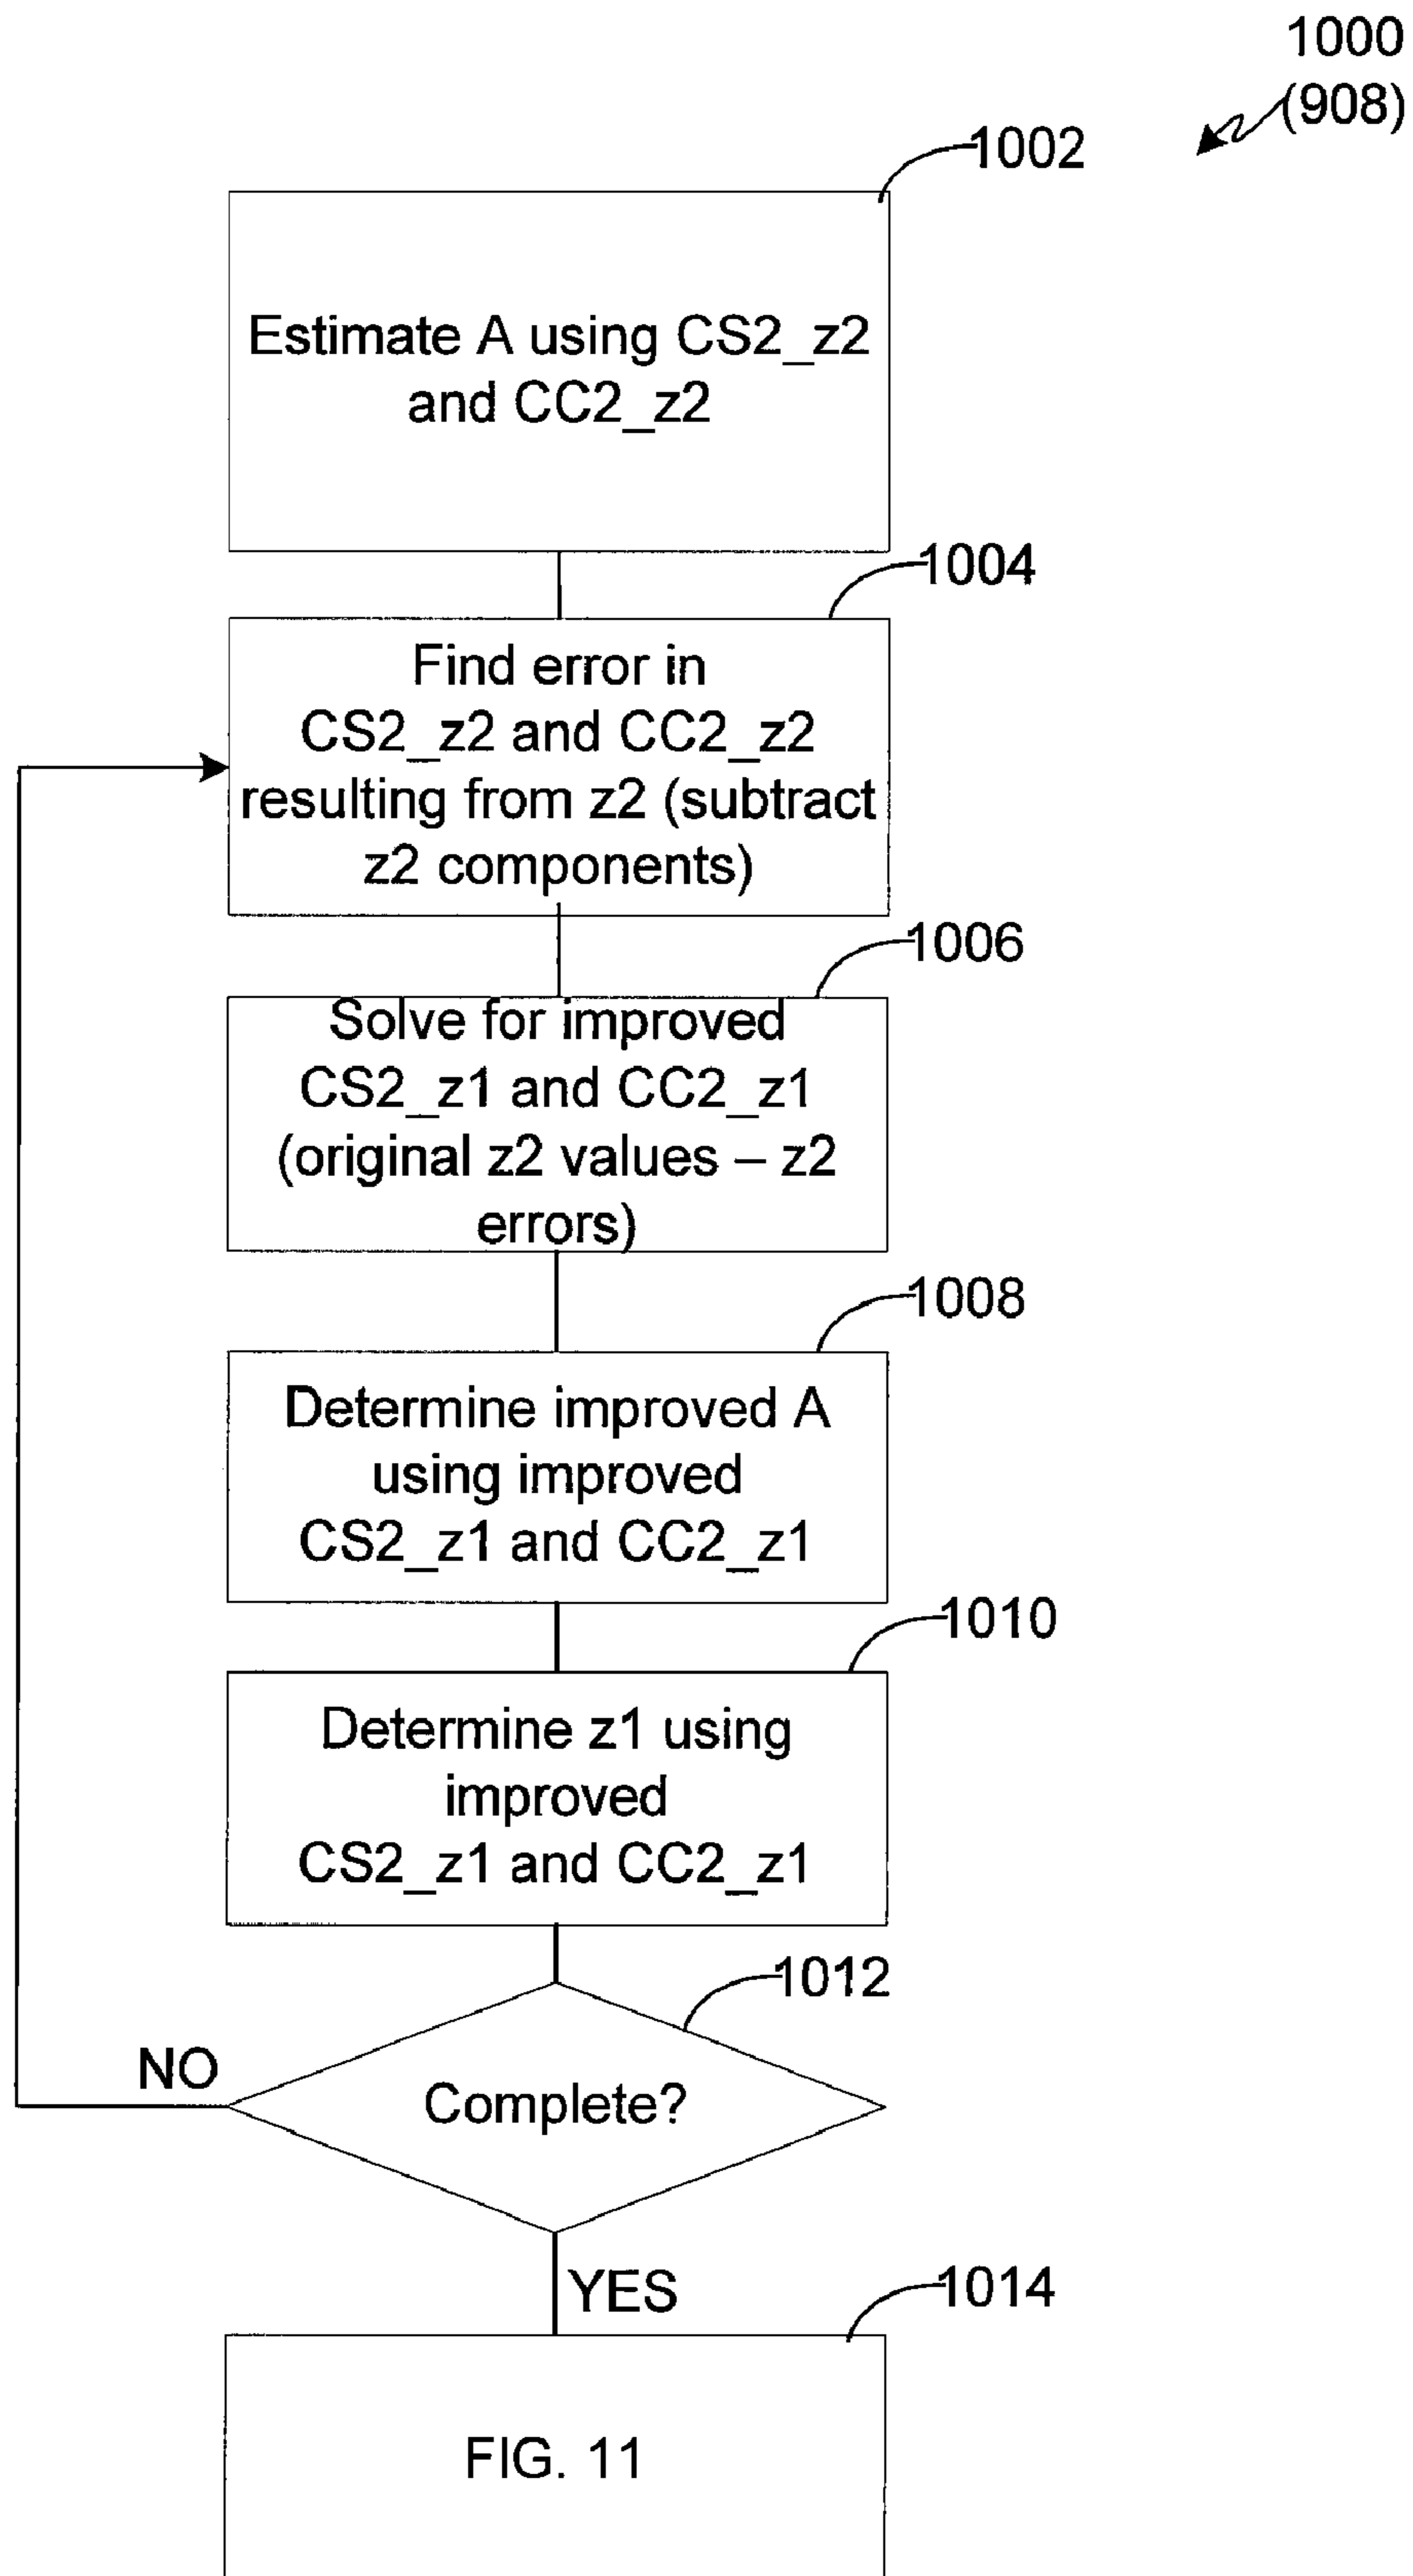 1000
(908)
1002
Estimate A using CS2_z2
and CC2_z2
1004
Find error in
CS2_z2 and CC2_z2
resulting from z2 (subtract
z2 components)
1006
Solve for improved
CS2_z1 and CC2_z1
(original z2 values – z2
errors)
1008
Determine improved A
using improved
CS2_z1 and CC2_z1
1010
Determine z1 using
improved
CS2_z1 and CC2_z1
1012
NO
Complete?
YES
1014
FIG. 11